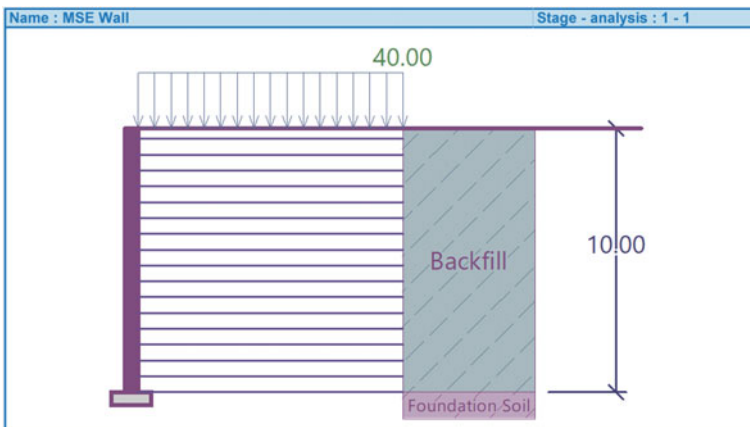 Name : MSE Wall
Stage - analysis : 1 - 1
40.00
10.00
Backfill
Foundation Soil